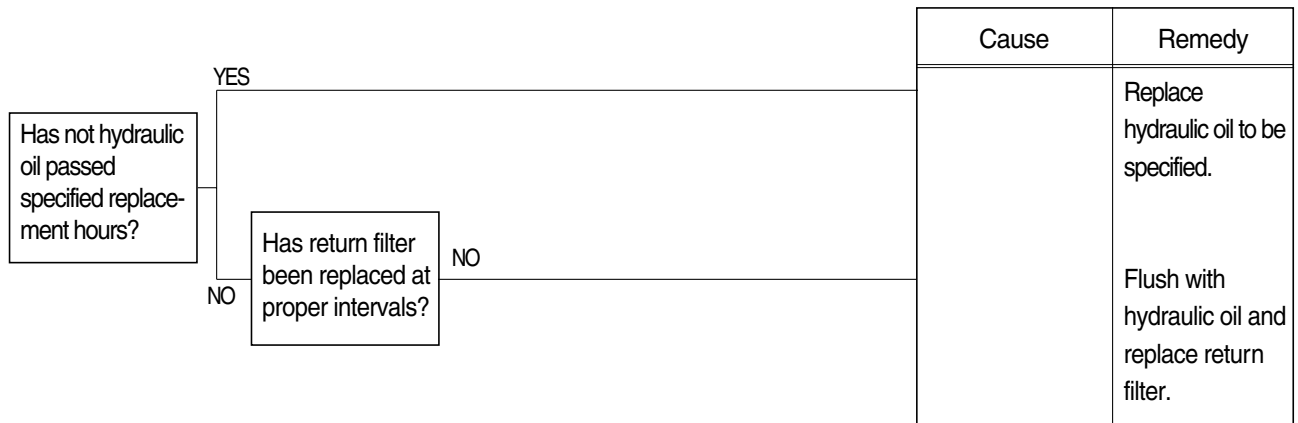 Cause
Remedy
YES
Replace
hydraulic oil to be
specified.
Has not hydraulic
oil passed
specified replace-
ment hours?
NO
Has return filter
been replaced at
proper intervals?
NO
Flush with
hydraulic oil and
replace return
filter.